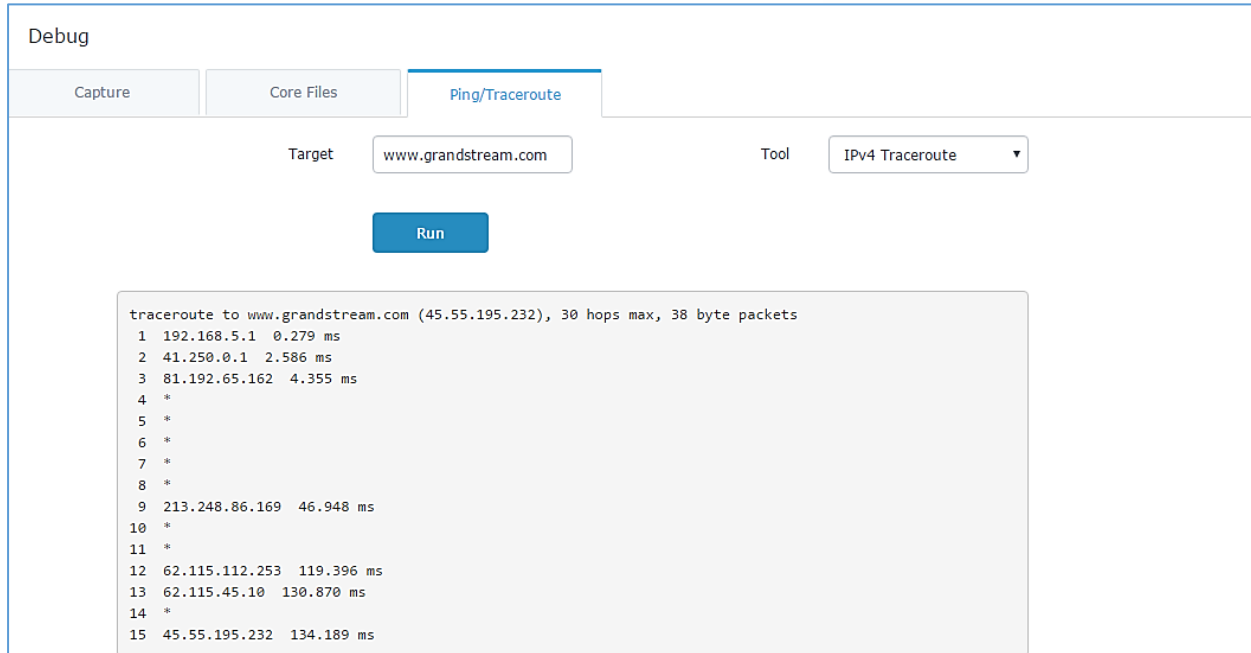 Debug
Capture Core Files Ping/Traceroute
Target www.grandstream.com Tool IPv4 Traceroute
Run
traceroute to www.grandstream.com (45.55.195.232), 30 hops max, 38 byte packets
1 192.168.5.1 0.279 ms
2 41.250.0.1 2.586 ms
3 81.192.65.162 4.355 ms
4 *
5 *
6 *
7 *
8 *
9 213.248.86.169 46.948 ms
10 *
11 *
12 62.115.112.253 119.396 ms
13 62.115.45.10 130.870 ms
14 *
15 45.55.195.232 134.189 ms